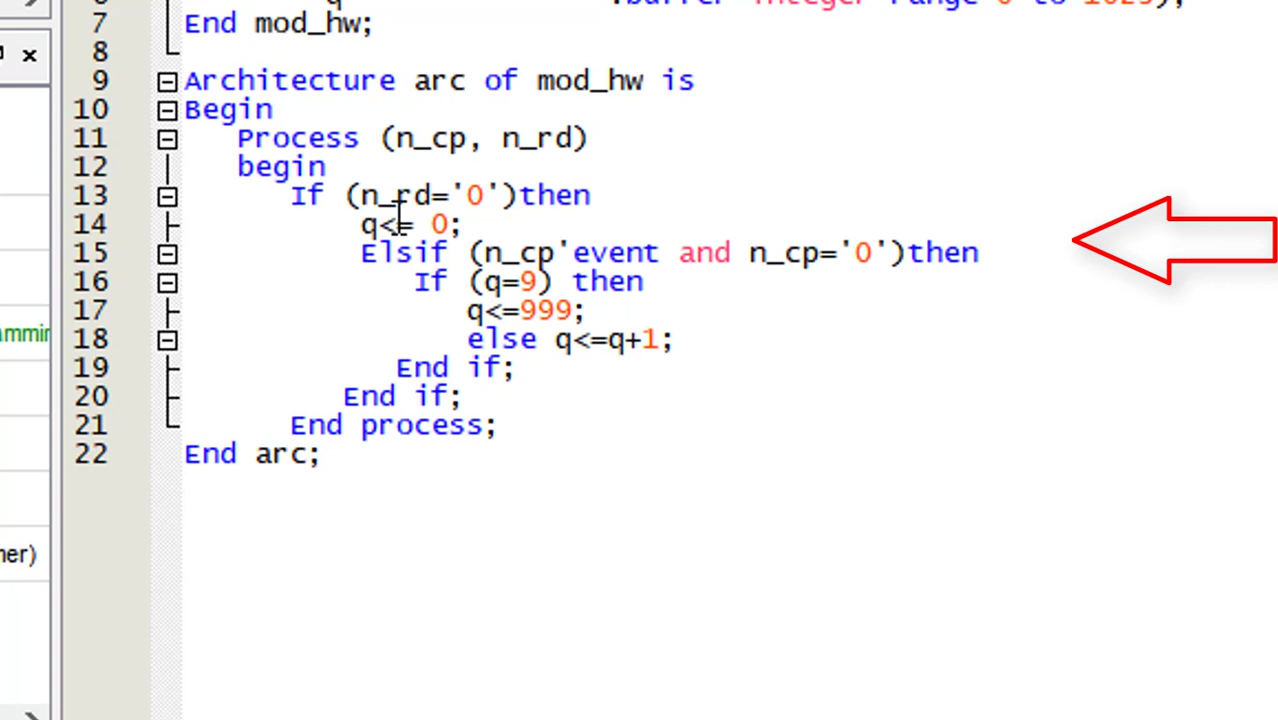 7 End mod_hw;
8
9 Architecture arc of mod_hw is
10 Begin
11 Process (n_cp, n_rd)
12 begin
13 If (n_rd='0')then
14 q<= 0;
15 Elsif (n_cp'event and n_cp='0')then
16 If (q=9) then
17 q<=999;
18 else q<=q+1;
19 End if;
20 End if;
21 End process;
22 End arc;